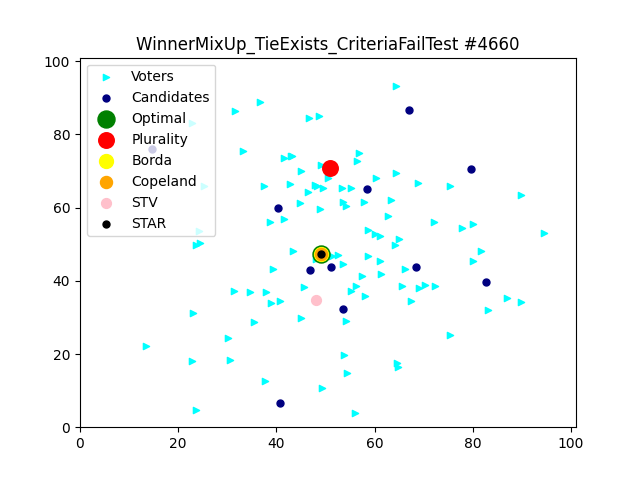 WinnerMixUp_TieExists_CriteriaFailTest #4660
100
80
60
40
20
0
Voters
Candidates
Optimal
Plurality
Borda
Copeland
STV
STAR
0 20 40 60 80 100